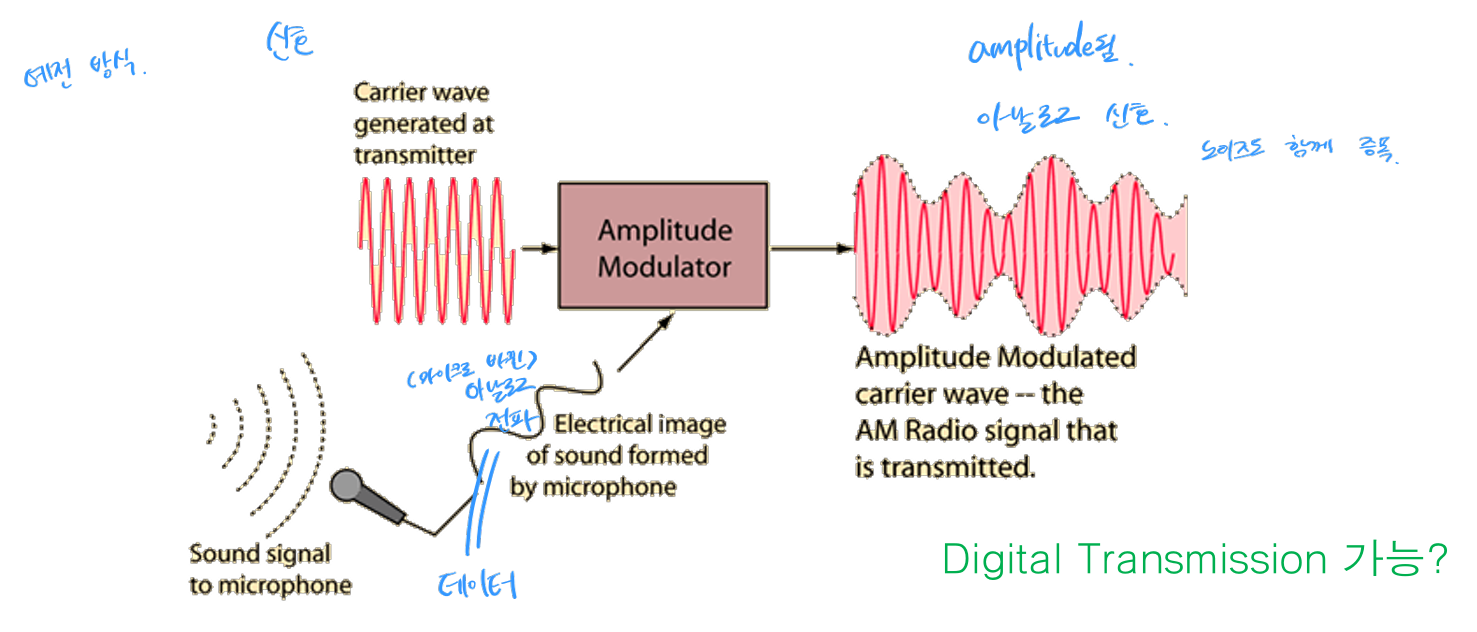 예전 방식.
신호
amplitude됨.
아날로그 신호.
노이즈도 함께 증폭.
Carrier wave
generated at
transmitter
Amplitude
Modulator
(마이크로 바뀐)
아날로그
전파
Electrical image
of sound formed
by microphone
Amplitude Modulated
carrier wave -- the
AM Radio signal that
is transmitted.
Sound signal
to microphone
데이터
Digital Transmission 가능?